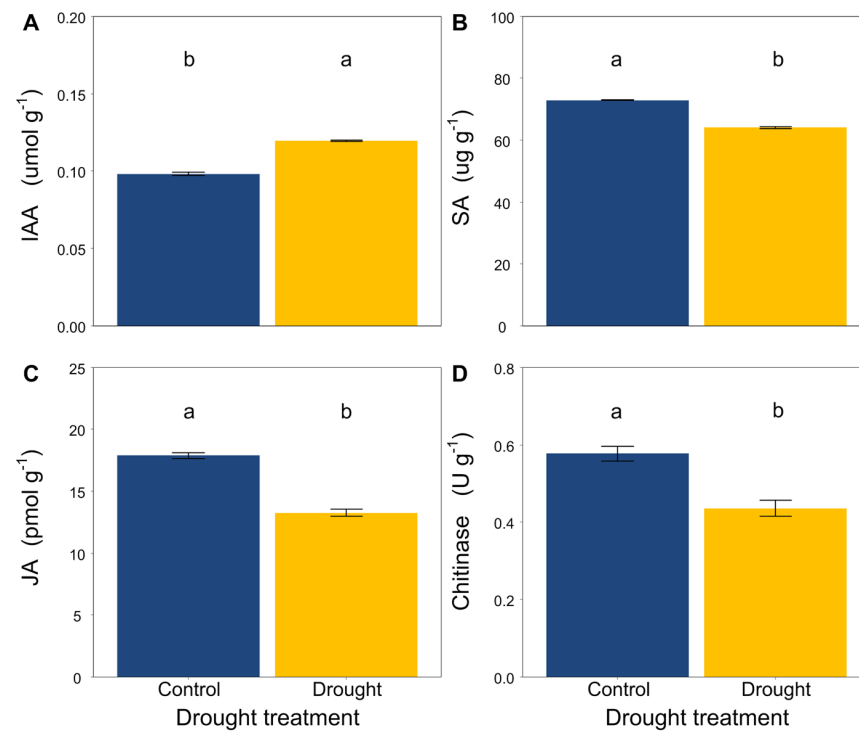 A
IAA (umol g⁻¹)
0.20
0.15
0.10
0.05
0.00
b a
B
SA (ug g⁻¹)
100
80
60
40
20
0
a b
C
JA (pmol g⁻¹)
25
20
15
10
5
0
a b
Control Drought
Drought treatment
D
Chitinase (U g⁻¹)
0.8
0.6
0.4
0.2
0.0
a b
Control Drought
Drought treatment